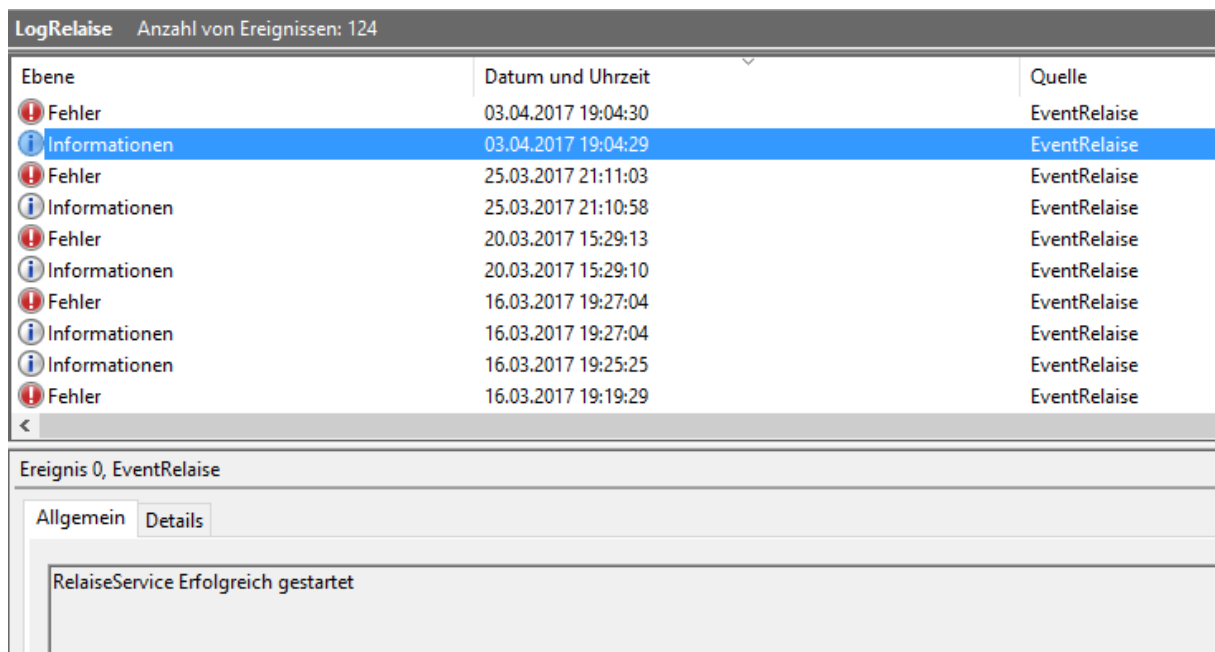 LogRelaise Anzahl von Ereignissen: 124
Ebene Datum und Uhrzeit Quelle
Fehler 03.04.2017 19:04:30 EventRelaise
Informationen 03.04.2017 19:04:29 EventRelaise
Fehler 25.03.2017 21:11:03 EventRelaise
Informationen 25.03.2017 21:10:58 EventRelaise
Fehler 20.03.2017 15:29:13 EventRelaise
Informationen 20.03.2017 15:29:10 EventRelaise
Fehler 16.03.2017 19:27:04 EventRelaise
Informationen 16.03.2017 19:27:04 EventRelaise
Informationen 16.03.2017 19:25:25 EventRelaise
Fehler 16.03.2017 19:19:29 EventRelaise
Ereignis 0, EventRelaise
Allgemein Details
RelaiseService Erfolgreich gestartet